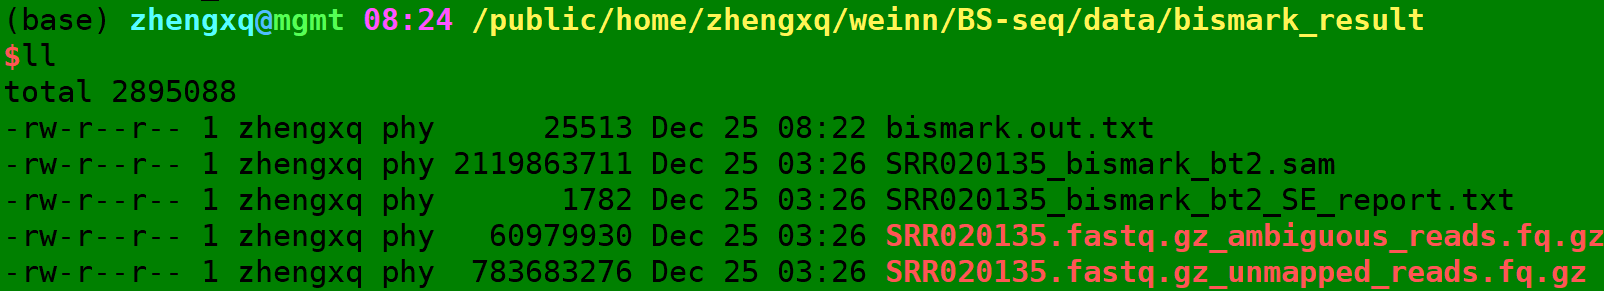 (base) zhengxq@mgmt 08:24 /public/home/zhengxq/weinn/BS-seq/data/bismark_result
$ll
total 2895088
-rw-r--r-- 1 zhengxq phy      25513 Dec 25 08:22 bismark.out.txt
-rw-r--r-- 1 zhengxq phy 2119863711 Dec 25 03:26 SRR020135_bismark_bt2.sam
-rw-r--r-- 1 zhengxq phy       1782 Dec 25 03:26 SRR020135_bismark_bt2_SE_report.txt
-rw-r--r-- 1 zhengxq phy   60979930 Dec 25 03:26 SRR020135.fastq.gz_ambiguous_reads.fq.gz
-rw-r--r-- 1 zhengxq phy  783683276 Dec 25 03:26 SRR020135.fastq.gz_unmapped_reads.fq.gz